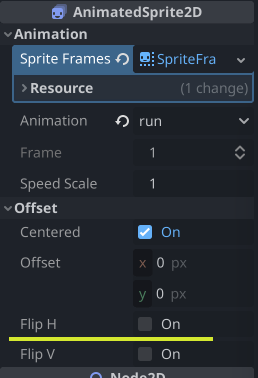 AnimatedSprite2D
Animation
Sprite Frames SpriteFra
Resource (1 change)
Animation run
Frame 1
Speed Scale 1
Offset
Centered On
Offset x 0 px
y 0 px
Flip H On
Flip V On
Node2D